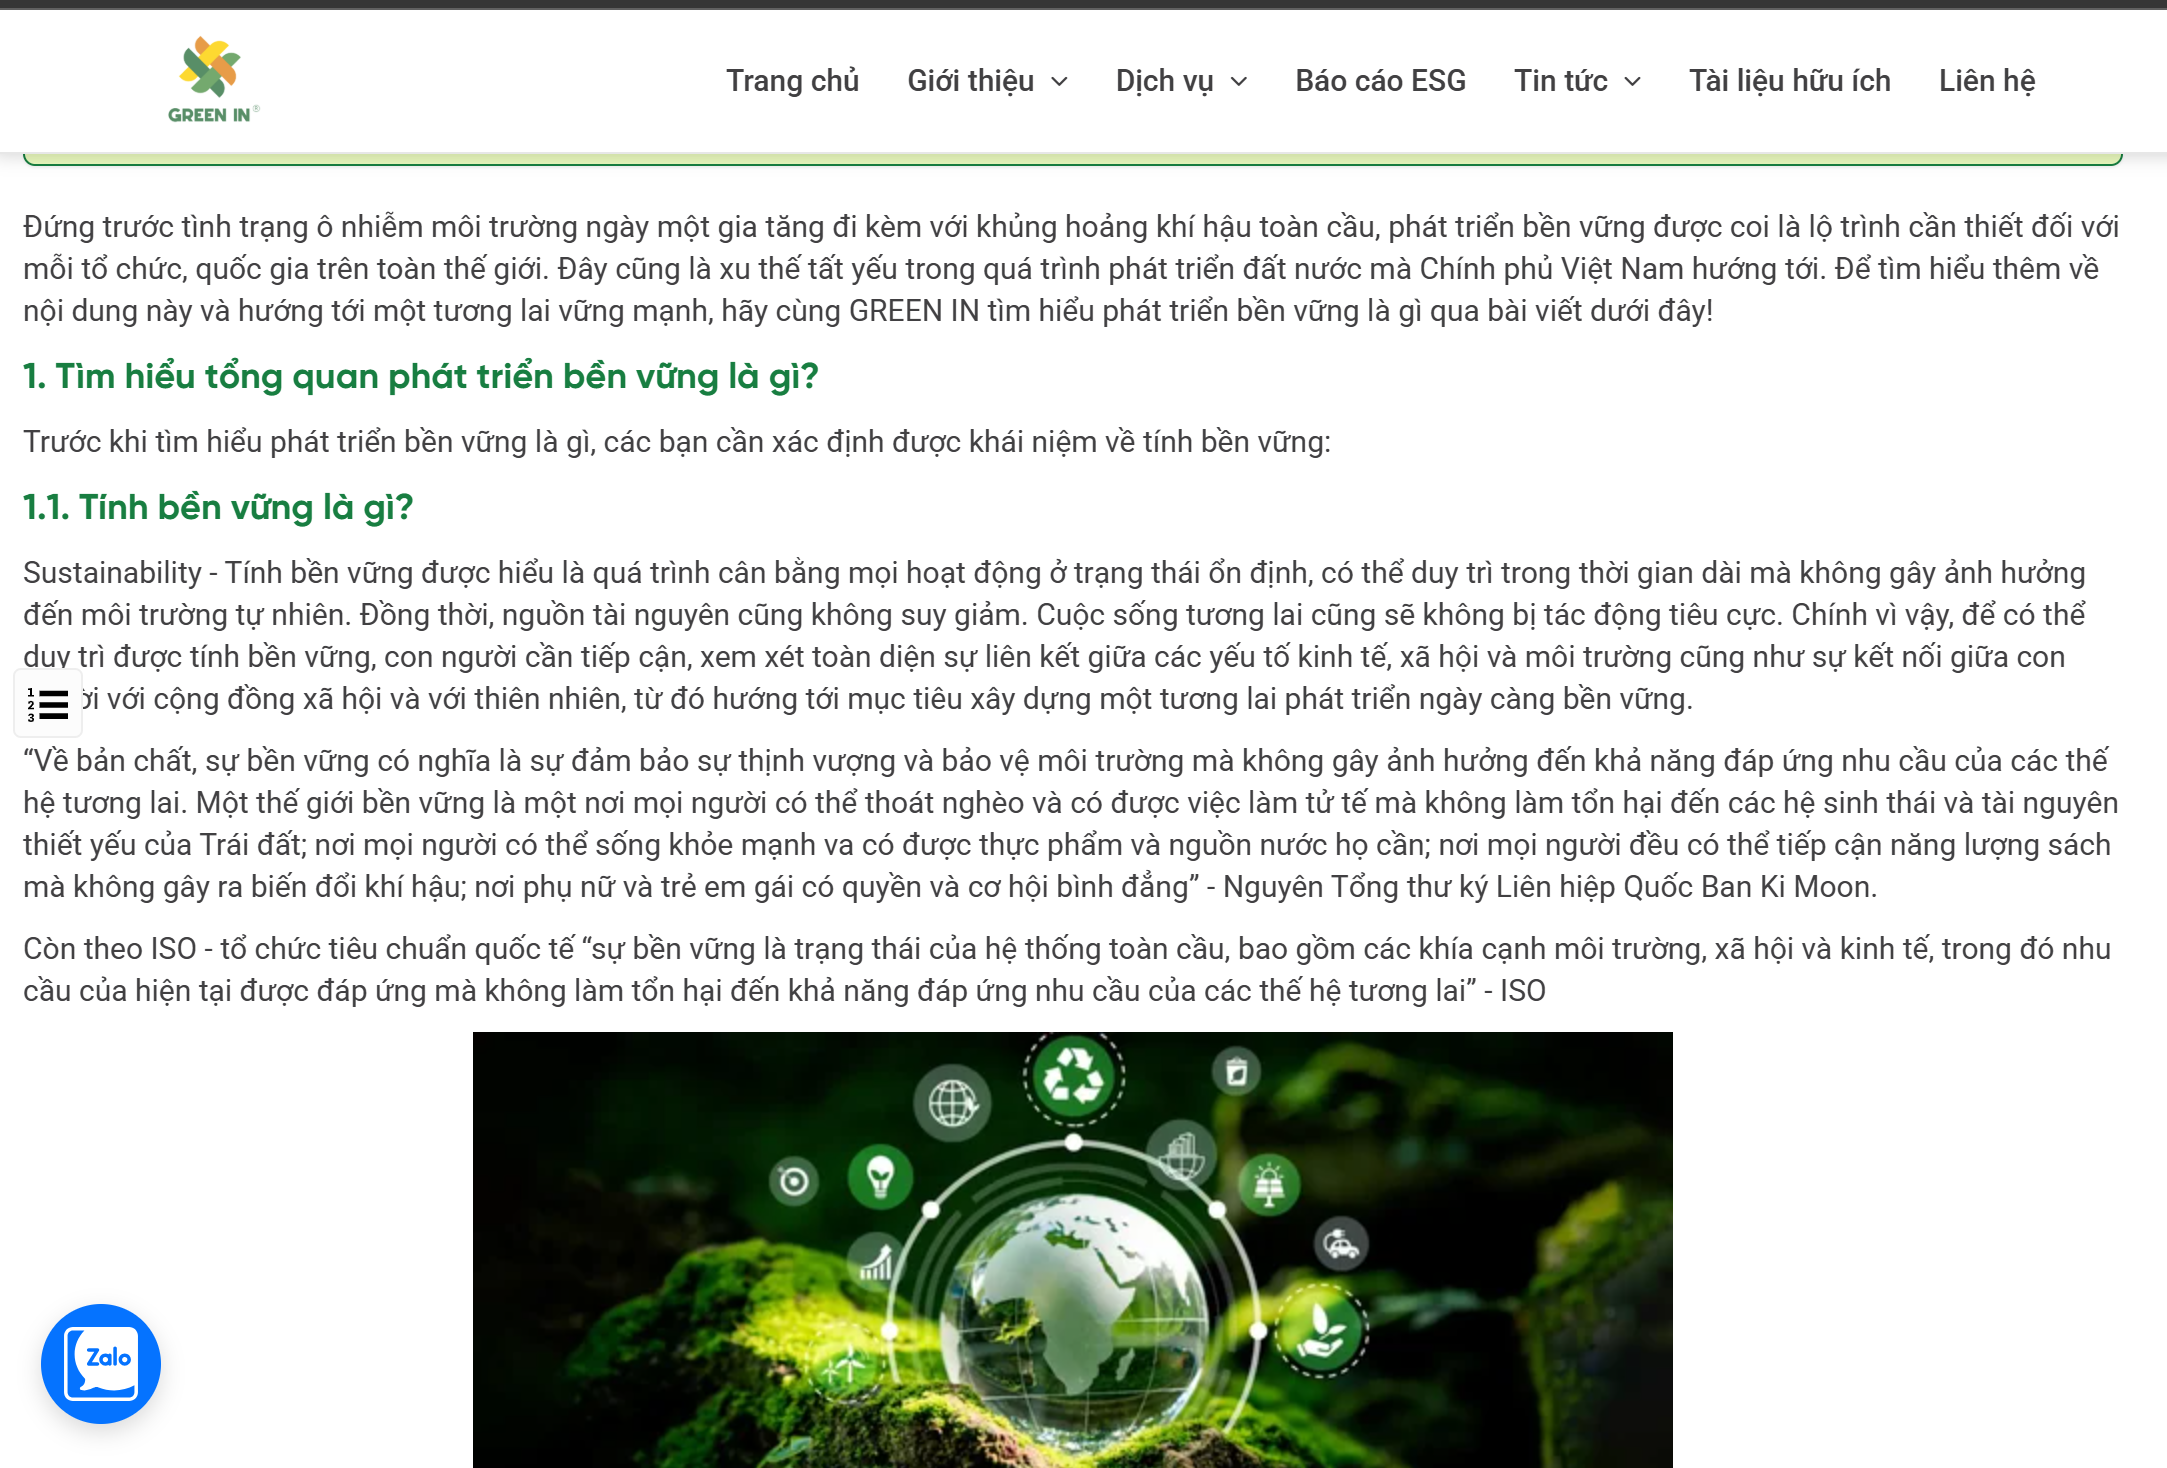 GREEN IN®
Trang chủ
Giới thiệu
Dịch vụ
Báo cáo ESG
Tin tức
Tài liệu hữu ích
Liên hệ
Đứng trước tình trạng ô nhiễm môi trường ngày một gia tăng đi kèm với khủng hoảng khí hậu toàn cầu, phát triển bền vững được coi là lộ trình cần thiết đối với
mỗi tổ chức, quốc gia trên toàn thế giới. Đây cũng là xu thế tất yếu trong quá trình phát triển đất nước mà Chính phủ Việt Nam hướng tới. Để tìm hiểu thêm về
nội dung này và hướng tới một tương lai vững mạnh, hãy cùng GREEN IN tìm hiểu phát triển bền vững là gì qua bài viết dưới đây!
1. Tìm hiểu tổng quan phát triển bền vững là gì?
Trước khi tìm hiểu phát triển bền vững là gì, các bạn cần xác định được khái niệm về tính bền vững:
1.1. Tính bền vững là gì?
Sustainability - Tính bền vững được hiểu là quá trình cân bằng mọi hoạt động ở trạng thái ổn định, có thể duy trì trong thời gian dài mà không gây ảnh hưởng
đến môi trường tự nhiên. Đồng thời, nguồn tài nguyên cũng không suy giảm. Cuộc sống tương lai cũng sẽ không bị tác động tiêu cực. Chính vì vậy, để có thể
duy trì được tính bền vững, con người cần tiếp cận, xem xét toàn diện sự liên kết giữa các yếu tố kinh tế, xã hội và môi trường cũng như sự kết nối giữa con
với cộng đồng xã hội và với thiên nhiên, từ đó hướng tới mục tiêu xây dựng một tương lai phát triển ngày càng bền vững.
1
2
3
“Về bản chất, sự bền vững có nghĩa là sự đảm bảo sự thịnh vượng và bảo vệ môi trường mà không gây ảnh hưởng đến khả năng đáp ứng nhu cầu của các thế
hệ tương lai. Một thế giới bền vững là một nơi mọi người có thể thoát nghèo và có được việc làm tử tế mà không làm tổn hại đến các hệ sinh thái và tài nguyên
thiết yếu của Trái đất; nơi mọi người có thể sống khỏe mạnh va có được thực phẩm và nguồn nước họ cần; nơi mọi người đều có thể tiếp cận năng lượng sách
mà không gây ra biến đổi khí hậu; nơi phụ nữ và trẻ em gái có quyền và cơ hội bình đẳng” - Nguyên Tổng thư ký Liên hiệp Quốc Ban Ki Moon.
Còn theo ISO - tổ chức tiêu chuẩn quốc tế “sự bền vững là trạng thái của hệ thống toàn cầu, bao gồm các khía cạnh môi trường, xã hội và kinh tế, trong đó nhu
cầu của hiện tại được đáp ứng mà không làm tổn hại đến khả năng đáp ứng nhu cầu của các thế hệ tương lai” - ISO
Zalo